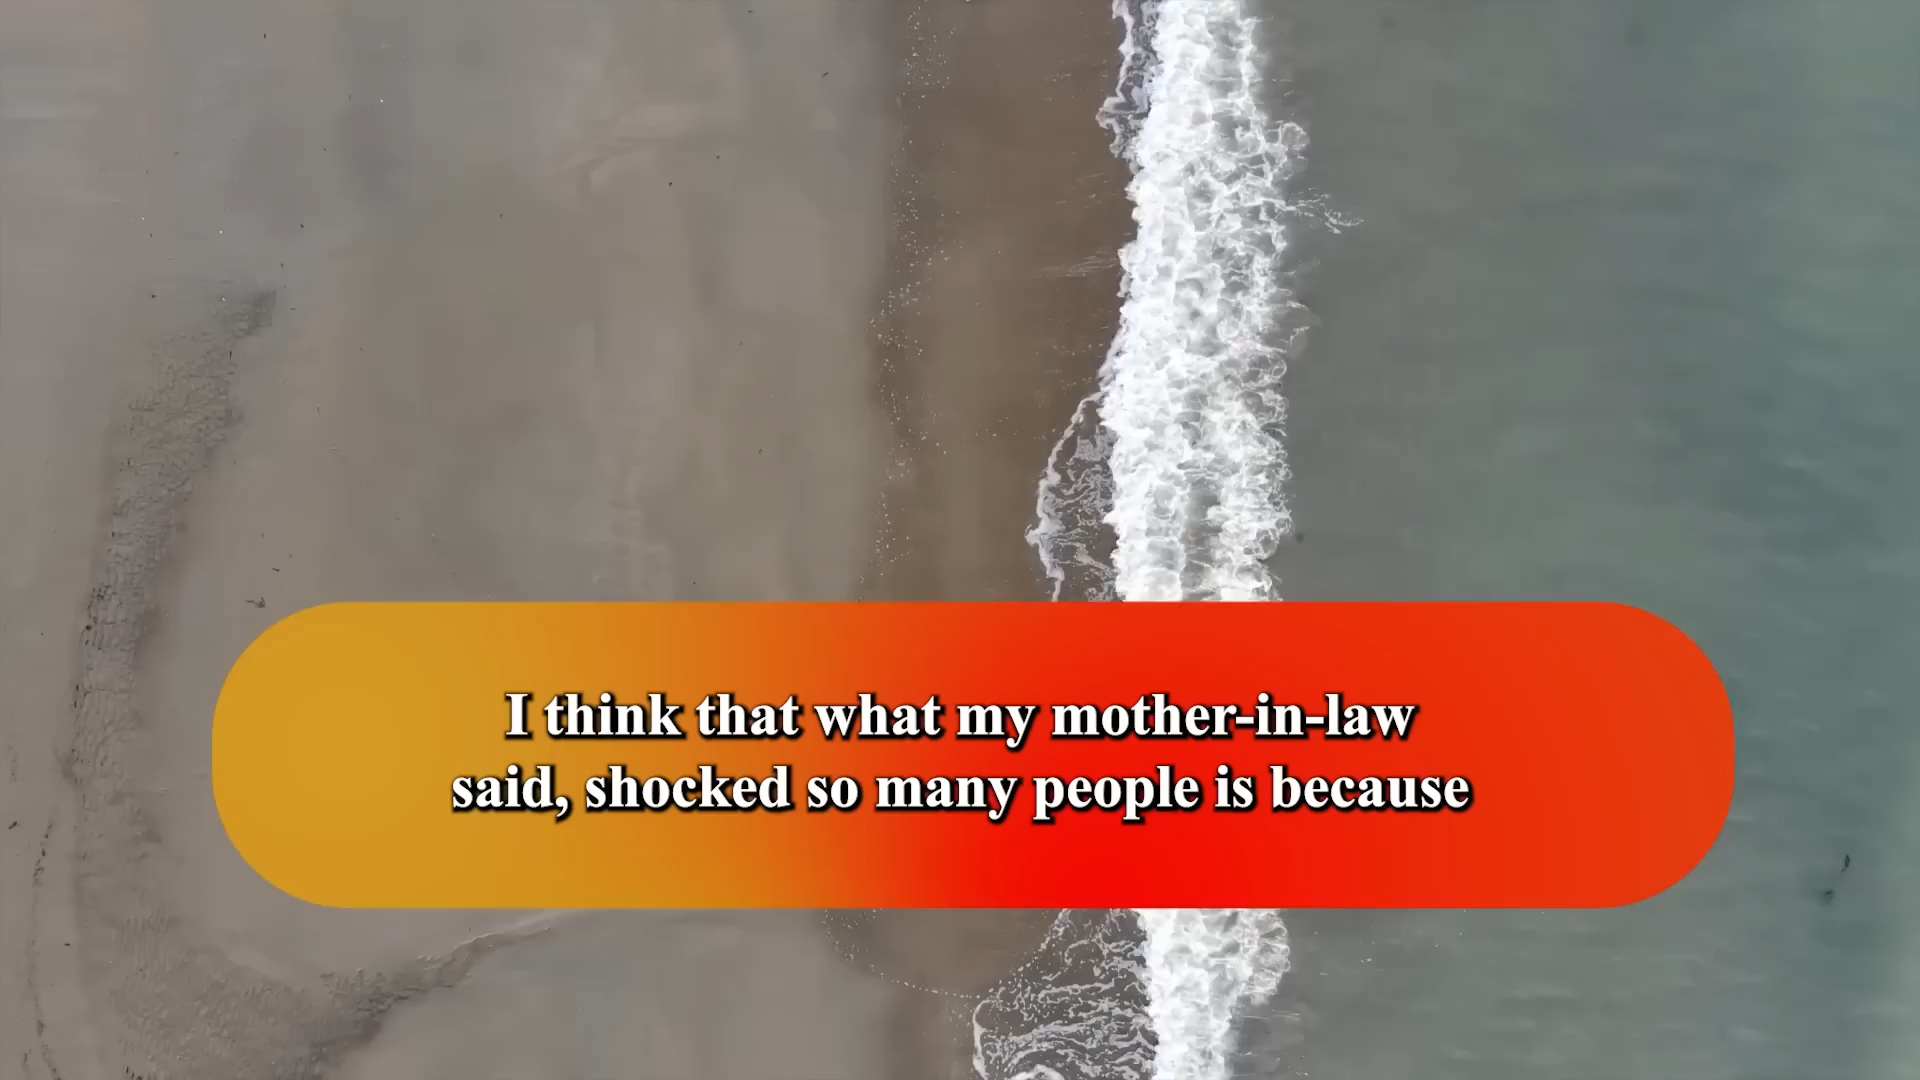 I think that what my mother-in-law
said, shocked so many people is because